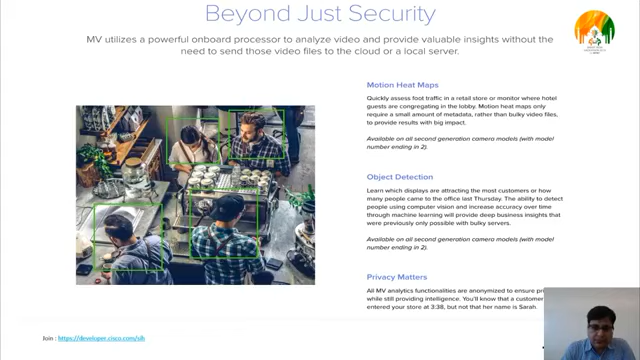 Beyond Just Security
MV utilizes a powerful onboard processor to analyze video and provide valuable insights without the
need to send those video files to the cloud or a local server.
Motion Heat Maps
Quickly assess foot traffic in a retail store or monitor where hotel
guests are congregating in the lobby. Motion heat maps only
require a small amount of metadata, rather than bulky video files,
to provide results with big impact.
Available on all second generation camera models (with model
number ending in 2).
Object Detection
Learn which displays are attracting the most customers or how
many people came to the office last Thursday. The ability to detect
people using computer vision and increase accuracy over time
through machine learning will provide deep business insights that
were previously only possible with bulky servers.
Available on all second generation camera models (with model
number ending in 2).
Privacy Matters
All MV analytics functionalities are anonymized to ensure
while still providing intelligence. You'll know that a customer
entered your store at 3:38, but not that her name is Sarah.
Join : https://developer.cisco.com/sih